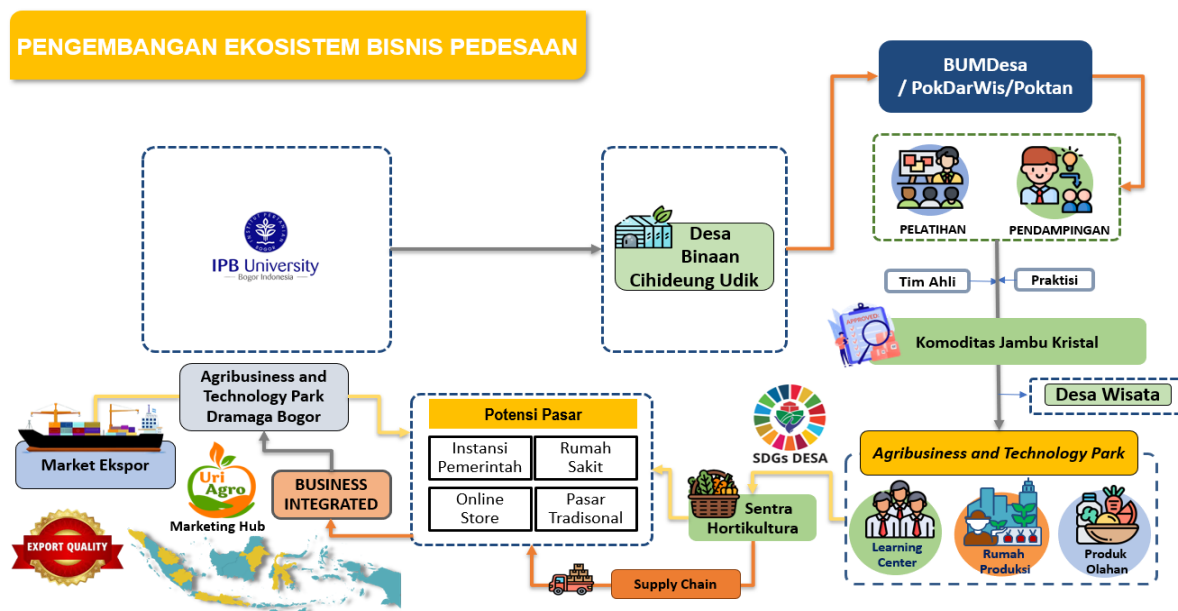 PENGEMBANGAN EKOSISTEM BISNIS PEDESAAN
BUMDesa
/ PokDarWis/Poktan
PELATIHAN
PENDAMPINGAN
IPB University
Bogor Indonesia
Desa
Binaan
Cihideung Udik
Tim Ahli
Praktisi
APPROVED
Komoditas Jambu Kristal
Desa Wisata
Agribusiness and
Technology Park
Dramaga Bogor
Market Ekspor
Potensi Pasar
Instansi
Pemerintah
Rumah
Sakit
Online
Store
Pasar
Tradisonal
SDGs DESA
Agribusiness and Technology Park
Uri
Agro
Marketing Hub
BUSINESS
INTEGRATED
Sentra
Hortikultura
Learning
Center
Rumah
Produksi
Produk
Olahan
EXPORT QUALITY
Supply Chain